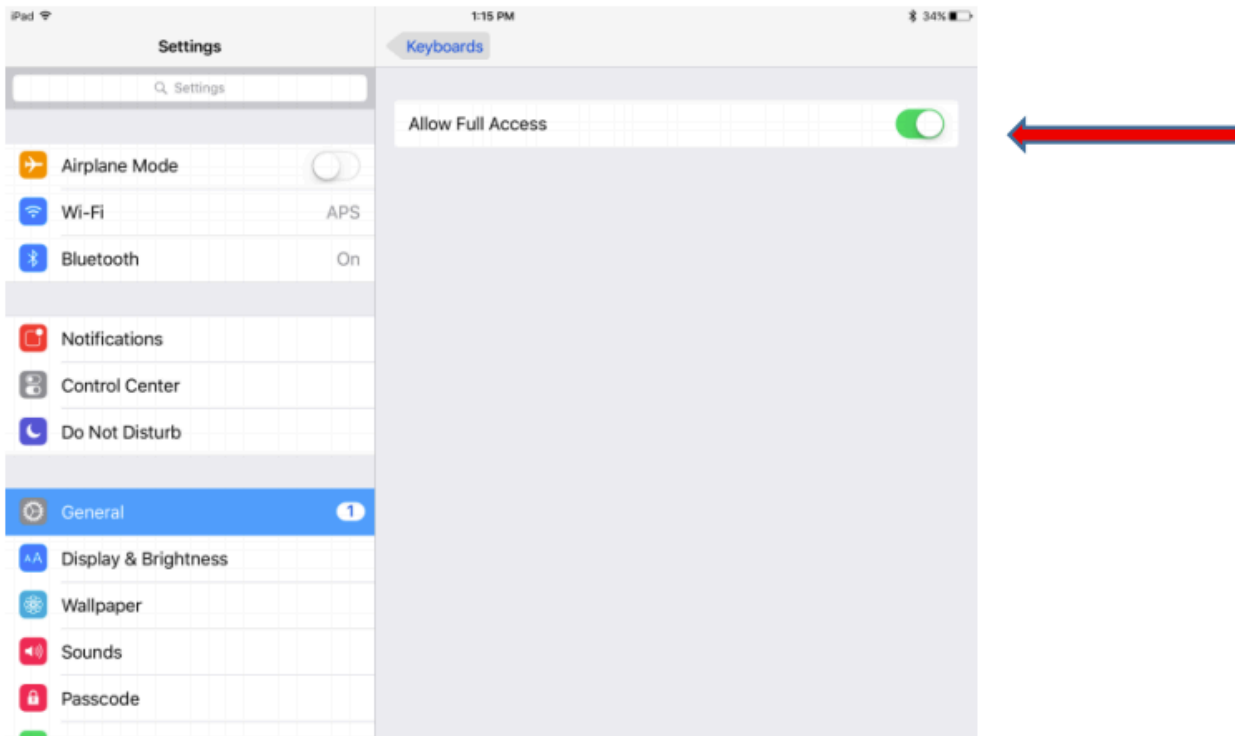 iPad 1:15 PM 34%
Settings
Keyboards
Settings
Allow Full Access
Airplane Mode
Wi-Fi APS
Bluetooth On
Notifications
Control Center
Do Not Disturb
General 1
AA Display & Brightness
Wallpaper
Sounds
Passcode